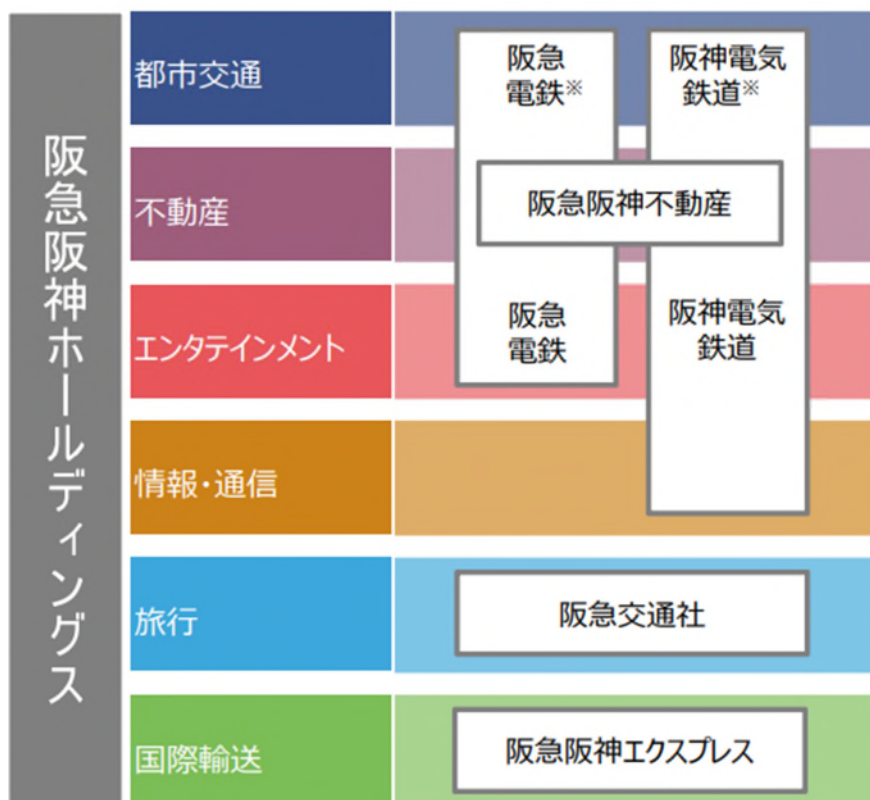 阪急阪神ホールディングス
都市交通
阪急
電鉄※
阪神電気
鉄道※
不動産
阪急阪神不動産
エンタテインメント
阪急
電鉄
阪神電気
鉄道
情報・通信
旅行
阪急交通社
国際輸送
阪急阪神エクスプレス